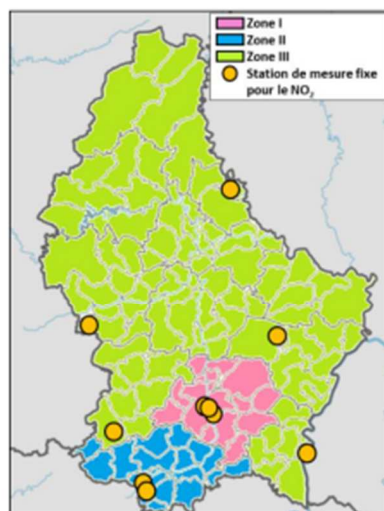 Zone I
Zone II
Zone III
Station de mesure fixe
pour le NO₂